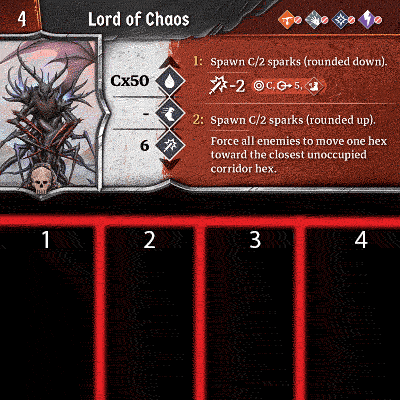 4 Lord of Chaos
Cx50
-
6
1: Spawn C/2 sparks (rounded down).
-2 C, 5,
2: Spawn C/2 sparks (rounded up).
Force all enemies to move one hex
toward the closest unoccupied
corridor hex.
1 2 3 4